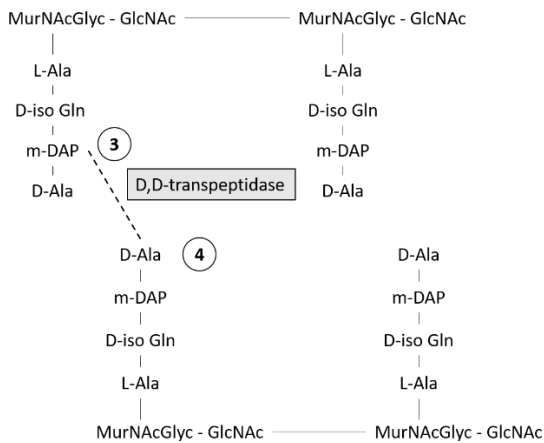 MurNAcGlyc - GlcNAc MurNAcGlyc - GlcNAc
L-Ala L-Ala
D-iso Gln D-iso Gln
m-DAP 3 m-DAP
D,D-transpeptidase
D-Ala D-Ala
D-Ala 4 D-Ala
m-DAP m-DAP
D-iso Gln D-iso Gln
L-Ala L-Ala
MurNAcGlyc - GlcNAc MurNAcGlyc - GlcNAc